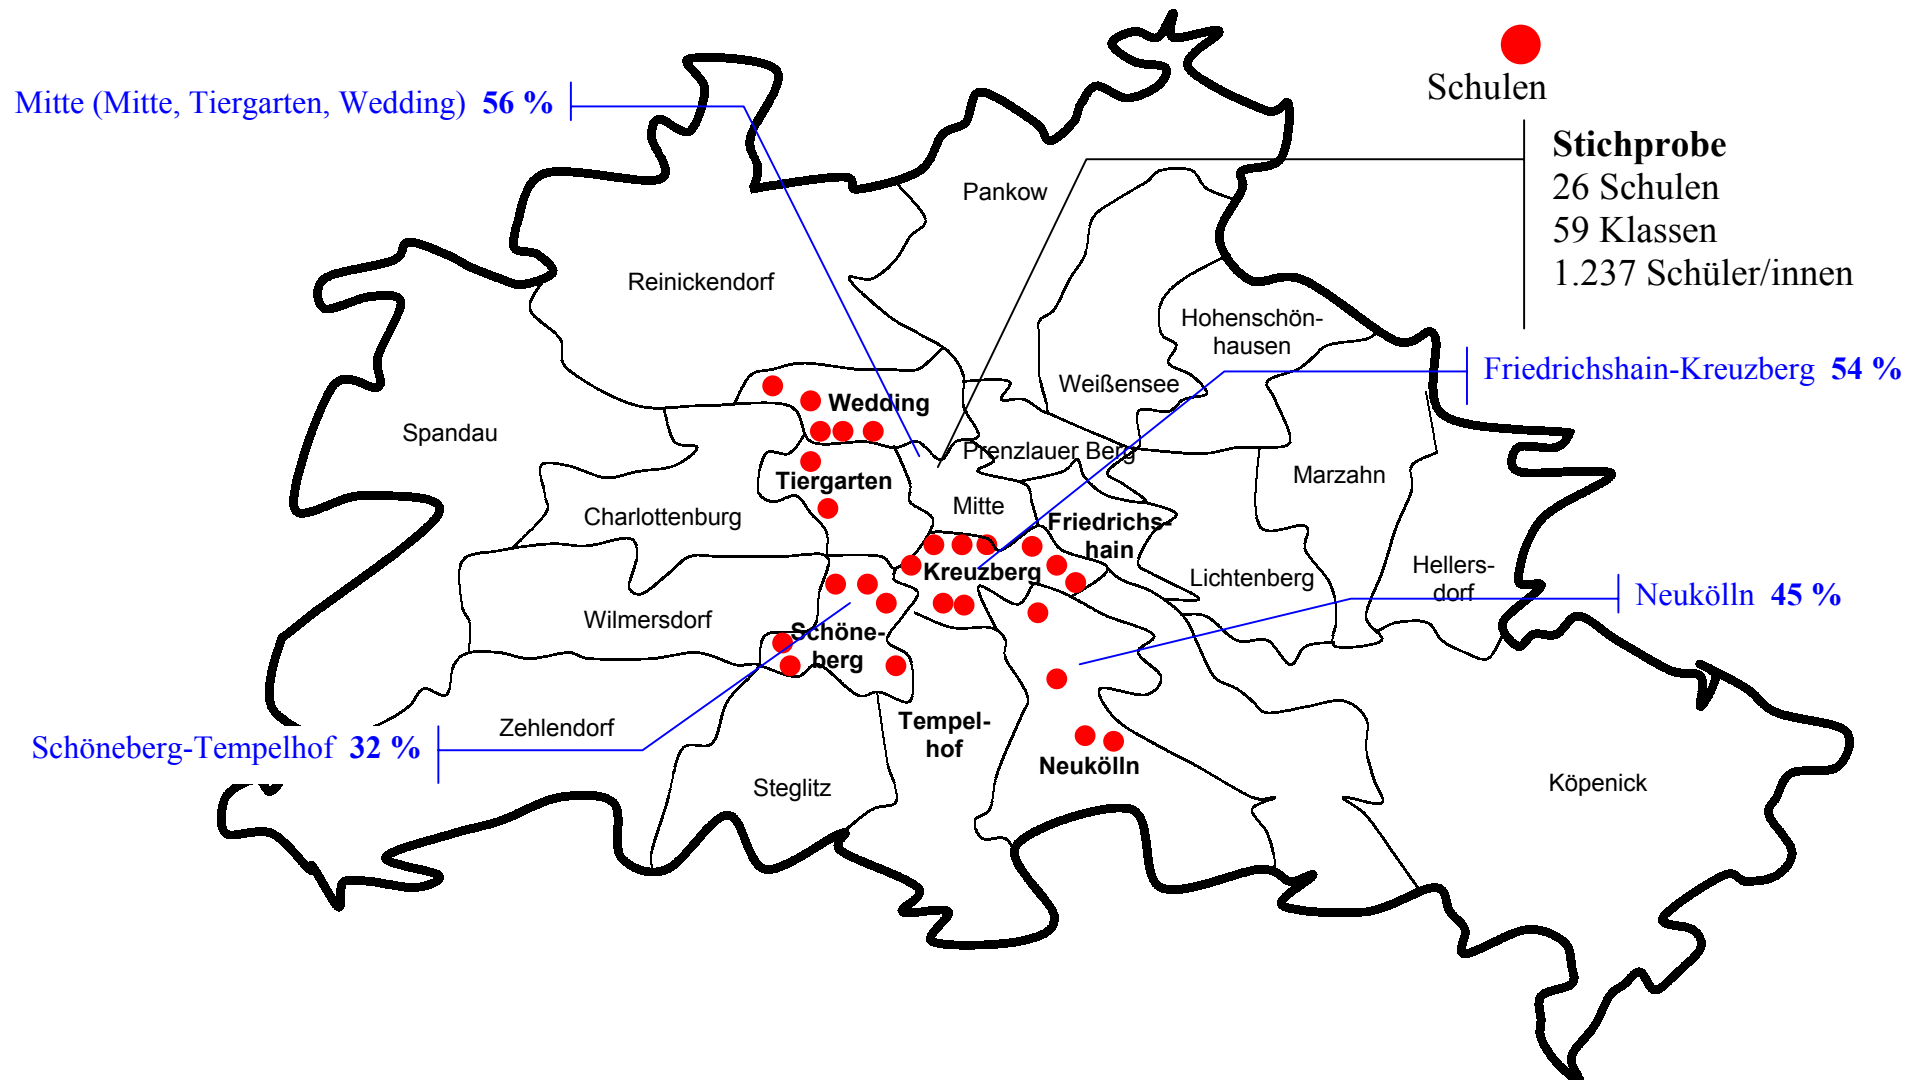 Schulen
Mitte (Mitte, Tiergarten, Wedding) 56 %
Stichprobe
26 Schulen
59 Klassen
1.237 Schüler/innen
Pankow
Reinickendorf
Hohenschön-
hausen
Friedrichshain-Kreuzberg 54 %
Weißensee
Wedding
Spandau
Prenzlauer Berg
Marzahn
Tiergarten
Mitte
Charlottenburg
Friedrichs-
hain
Kreuzberg
Lichtenberg
Hellers-
dorf
Neukölln 45 %
Wilmersdorf
Schöne-
berg
Zehlendorf
Tempel-
hof
Schöneberg-Tempelhof 32 %
Neukölln
Steglitz
Köpenick